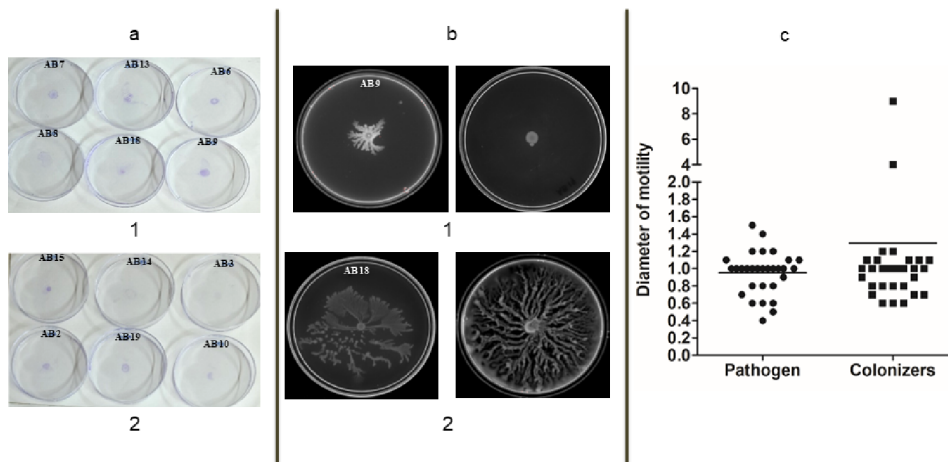 a
AB7 AB13 AB6
AB8 AB18 AB9
1
AB15 AB14 AB3
AB2 AB19 AB10
2
b
AB9
1
AB18
2
c
Diameter of motility
10
8
6
4
2.0
1.8
1.6
1.4
1.2
1.0
0.8
0.6
0.4
0.2
0.0
Pathogen Colonizers